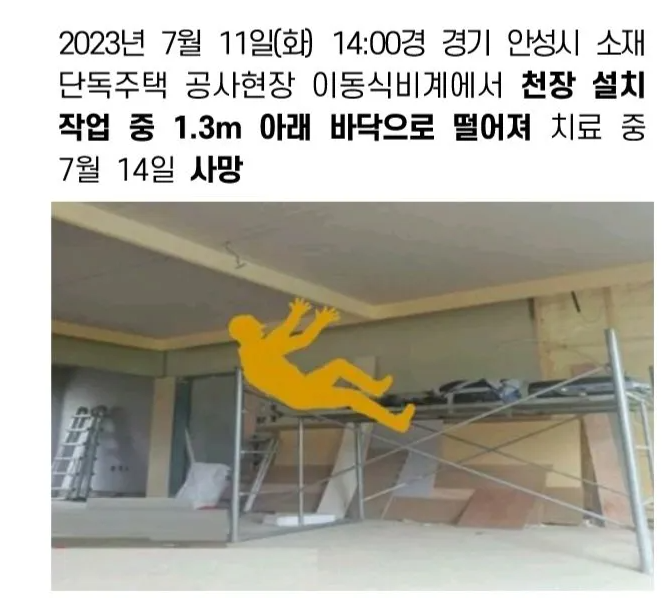 2023년 7월 11일(화) 14:00경 경기 안성시 소재
단독주택 공사현장 이동식비계에서 천장 설치
작업 중 1.3m 아래 바닥으로 떨어져 치료 중
7월 14일 사망